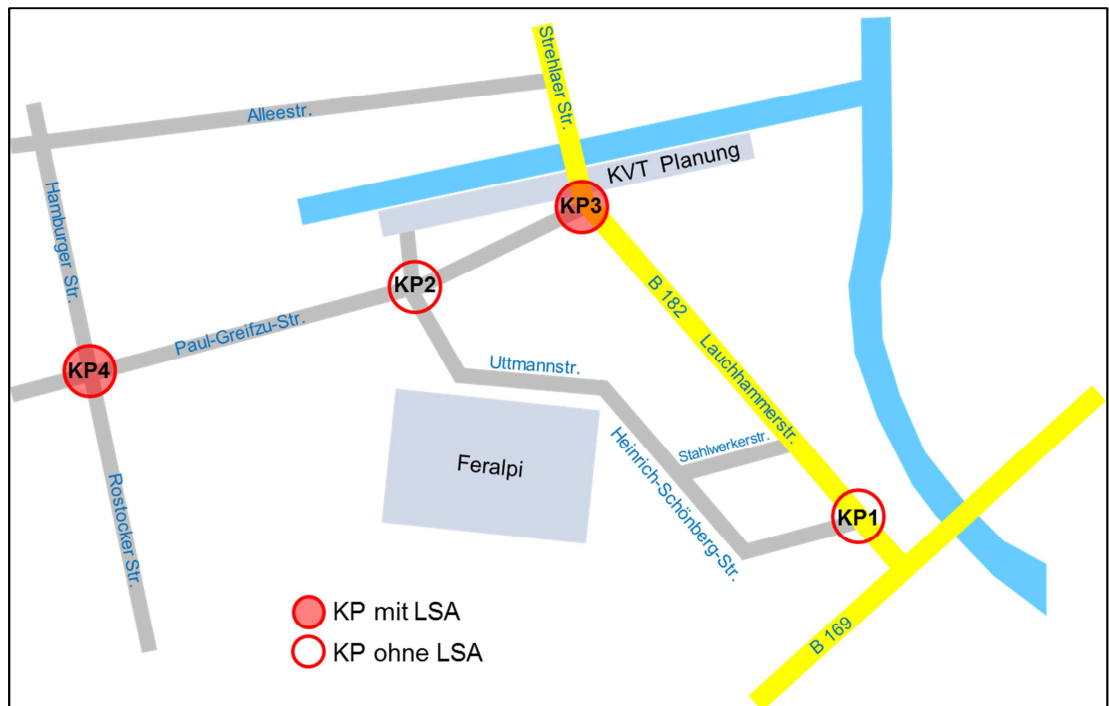 Strehlaer Str.
Alleestr.
KVT Planung
Hamburger Str.
KP3
KP2
B 182 Lauchhammerstr.
Paul-Greifzu-Str.
KP4
Uttmannstr.
Stahlwerkerstr.
Feralpi
Heinrich-Schönberg-Str.
KP1
Rostocker Str.
KP mit LSA
KP ohne LSA
B 169